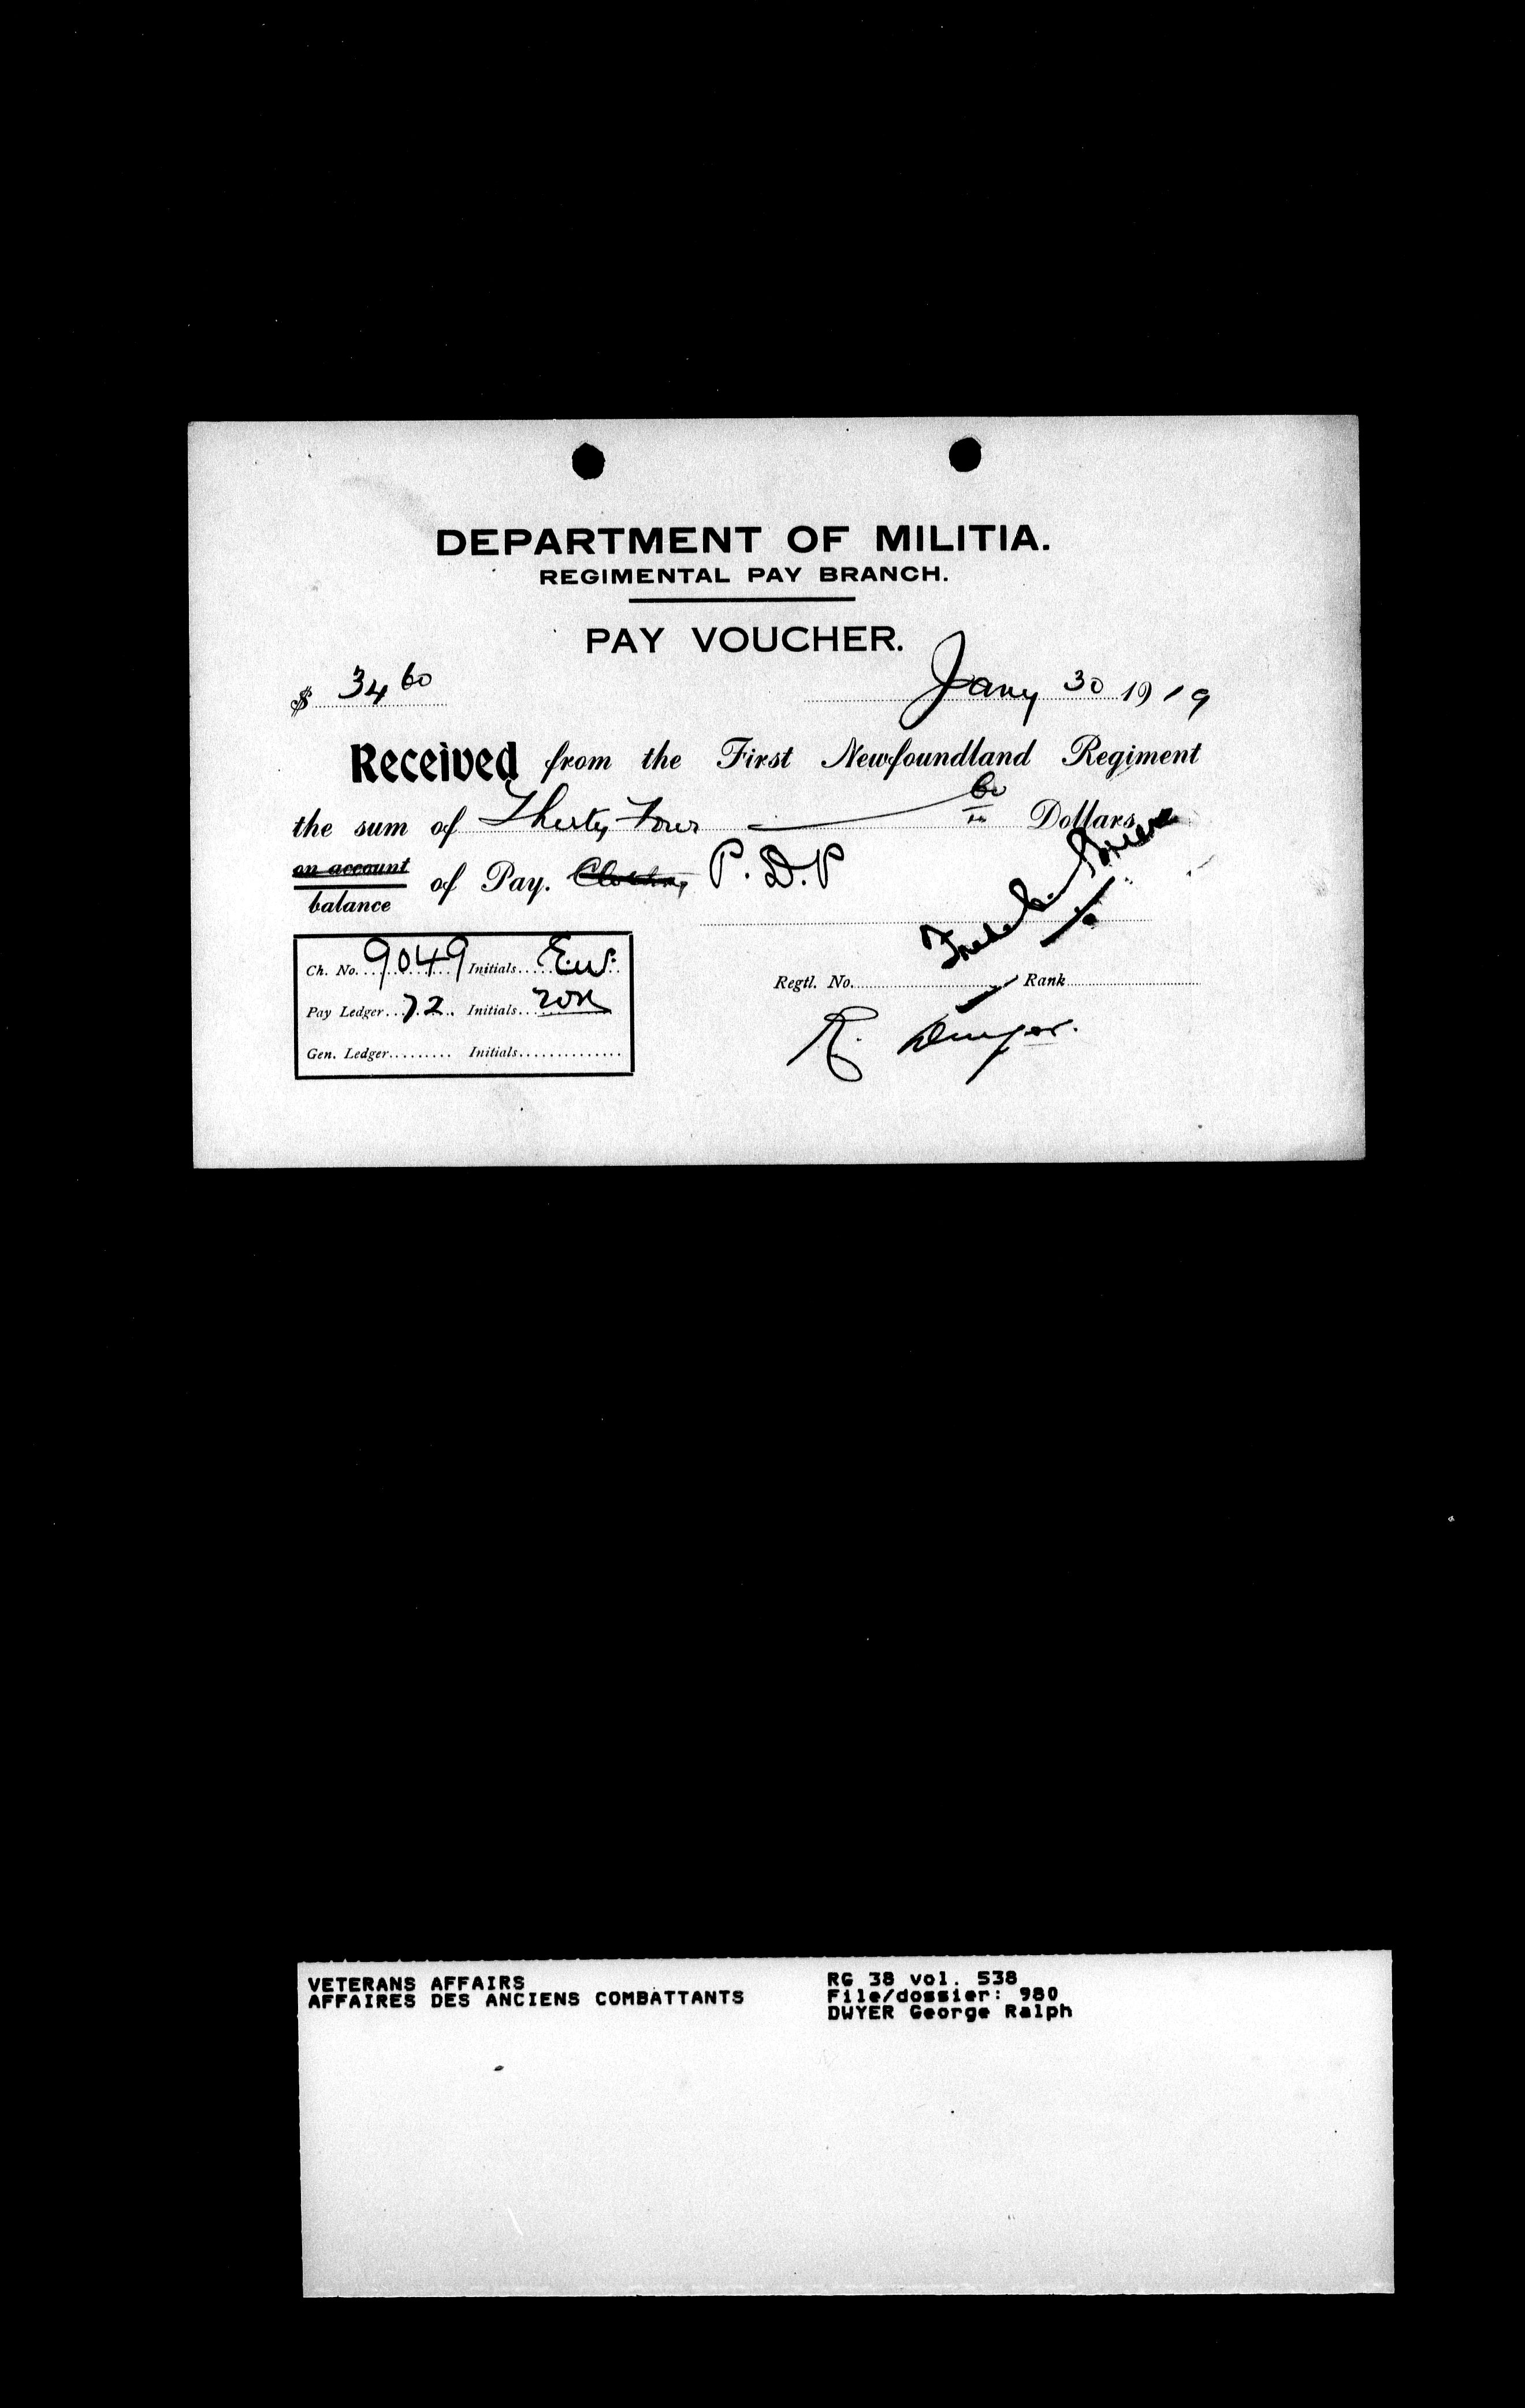 DEPARTMENT OF MILITIA.
REGIMENTAL PAY BRANCH.
PAY VOUCHER.
$ 34 60 Jany 30 1919
Received from the First Newfoundland Regiment
the sum of Thirty Four 60 Dollars
on account
balance of Pay. P.D.P
Ch. No. 9049 Initials E.W.
Regtl. No. Rank
Pay Ledger 72 Initials
R. Dwyer.
Gen. Ledger Initials
VETERANS AFFAIRS RG 38 vol. 538
AFFAIRES DES ANCIENS COMBATTANTS File/dossier: 980
DWYER George Ralph